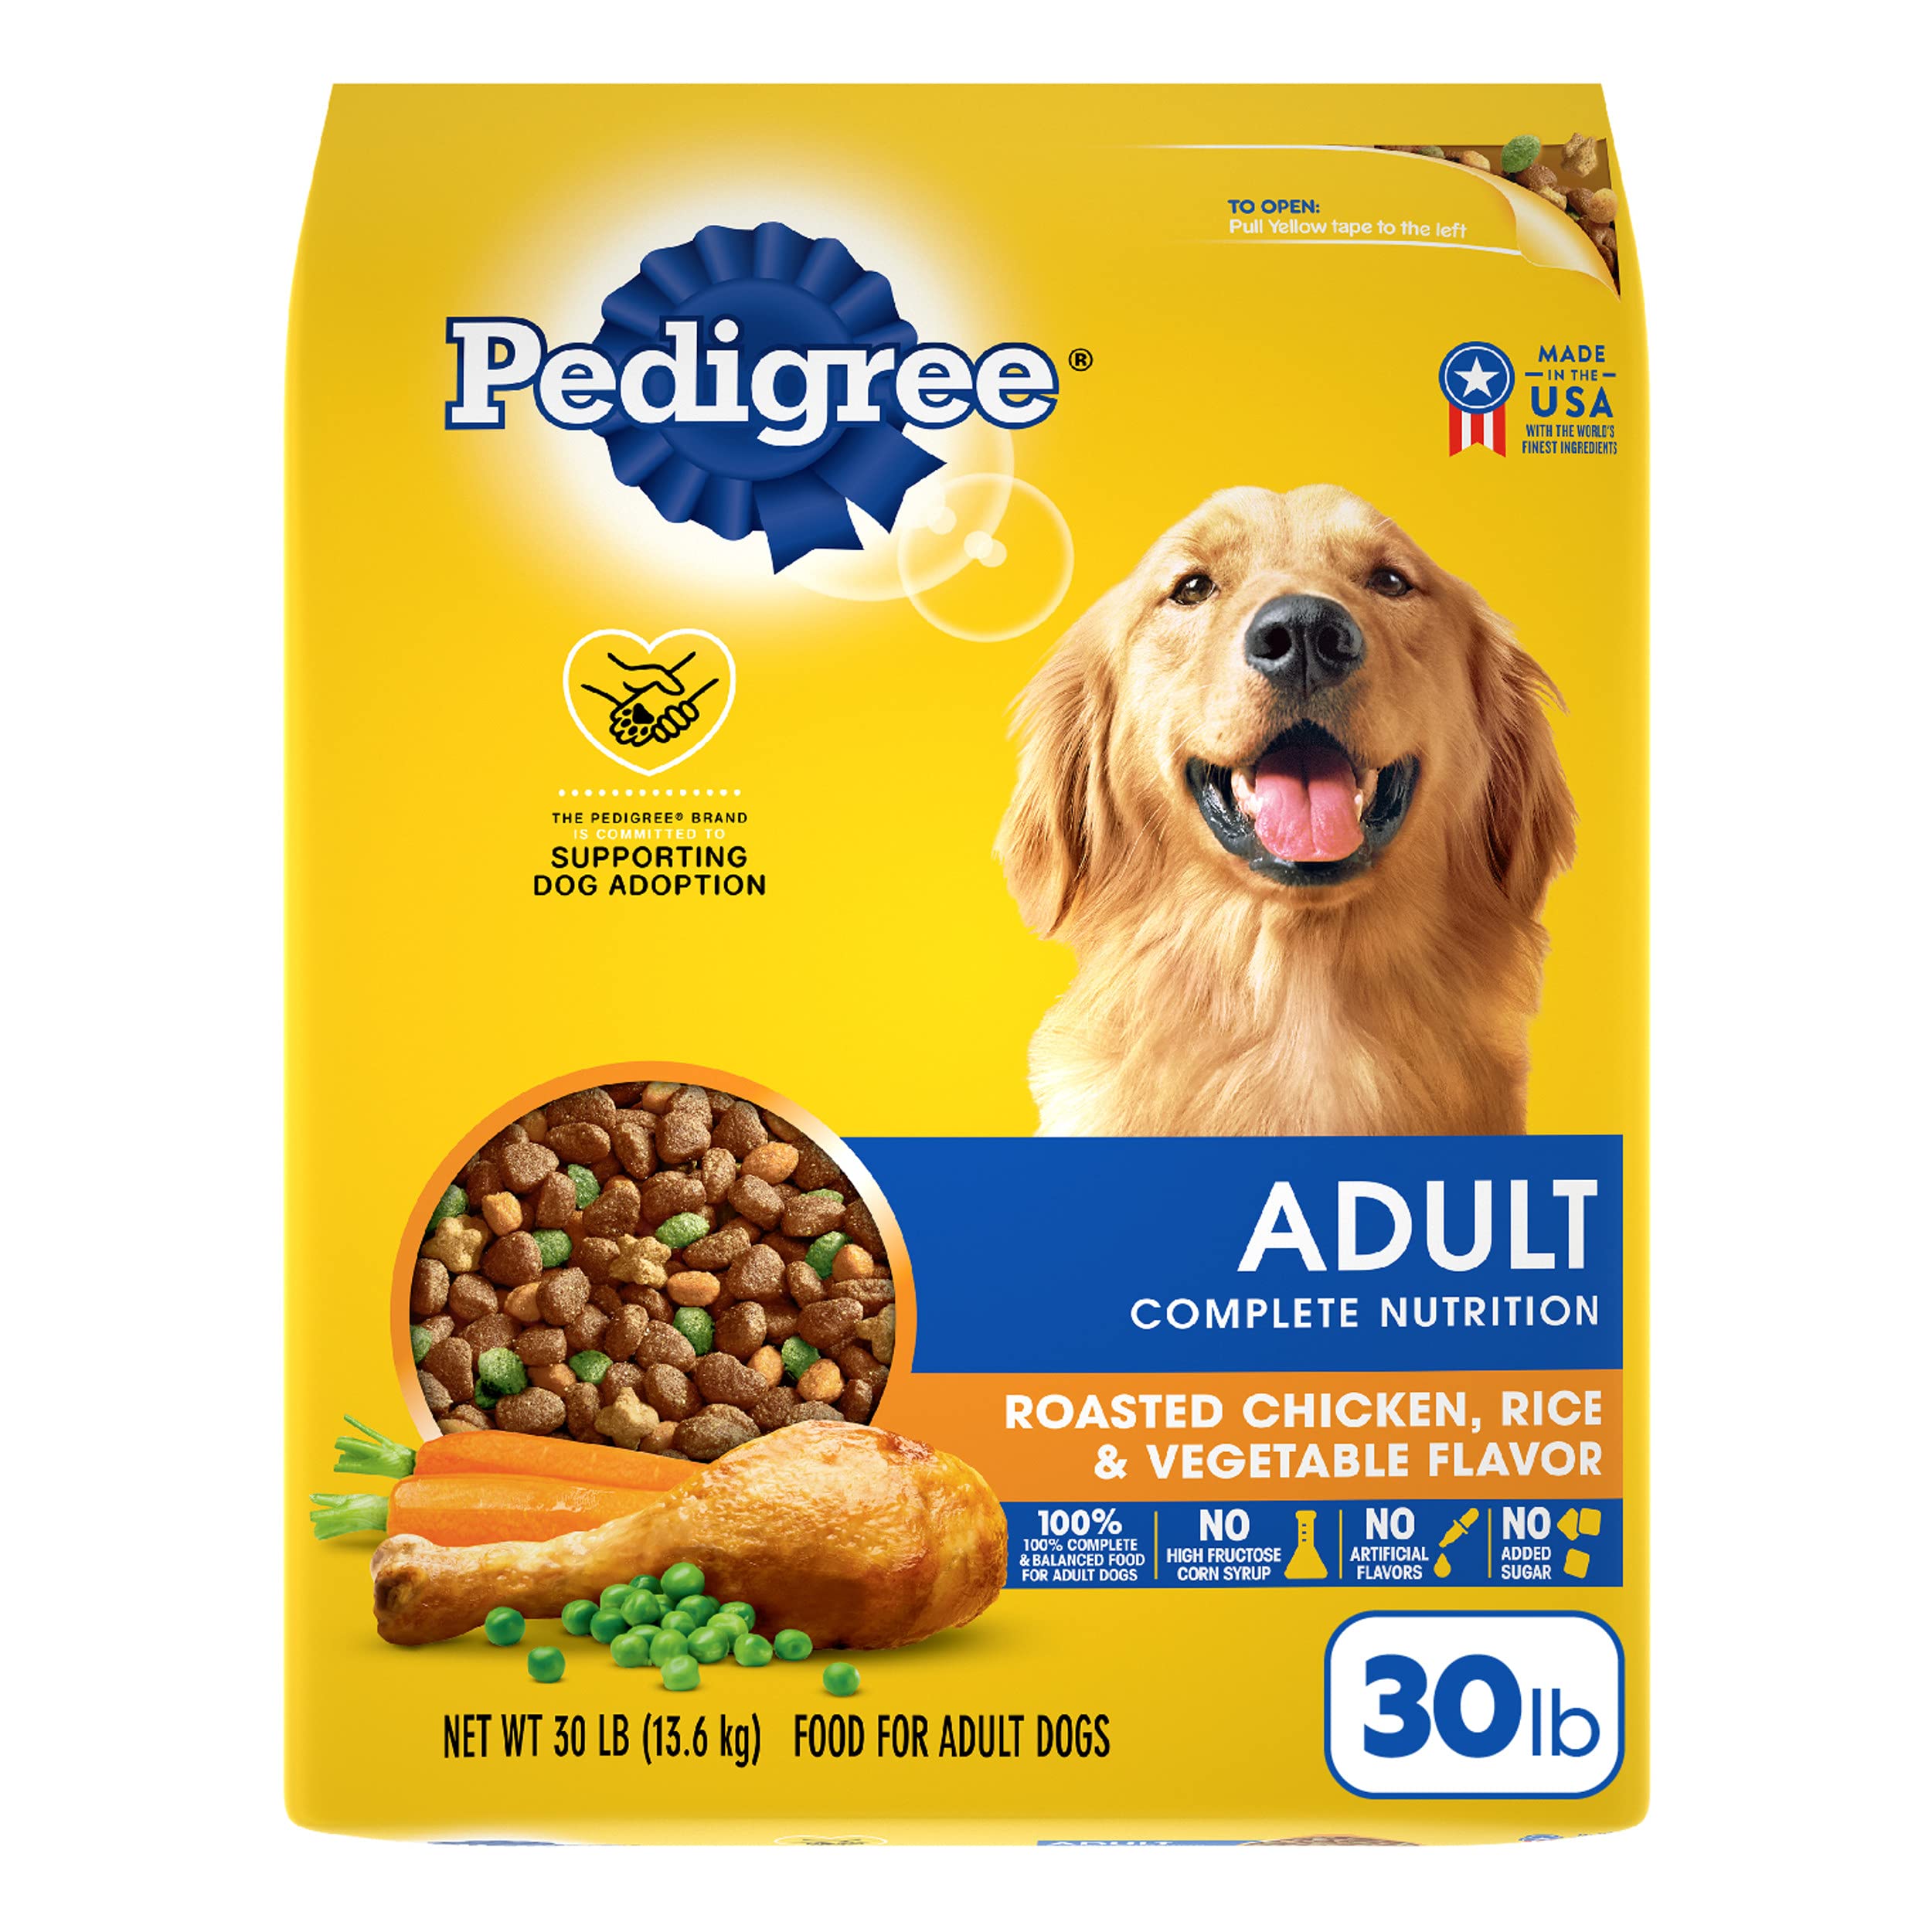 TO OPEN:
Pull Yellow tape to the left
Pedigree®
MADE
IN THE
USA
WITH THE WORLD'S
FINEST INGREDIENTS
THE PEDIGREE® BRAND
IS COMMITTED TO
SUPPORTING
DOG ADOPTION
ADULT
COMPLETE NUTRITION
ROASTED CHICKEN, RICE
& VEGETABLE FLAVOR
100%
100% COMPLETE
& BALANCED FOOD
FOR ADULT DOGS
NO
HIGH FRUCTOSE
CORN SYRUP
NO
ARTIFICIAL
FLAVORS
NO
ADDED
SUGAR
30 lb
NET WT 30 LB (13.6 kg) FOOD FOR ADULT DOGS